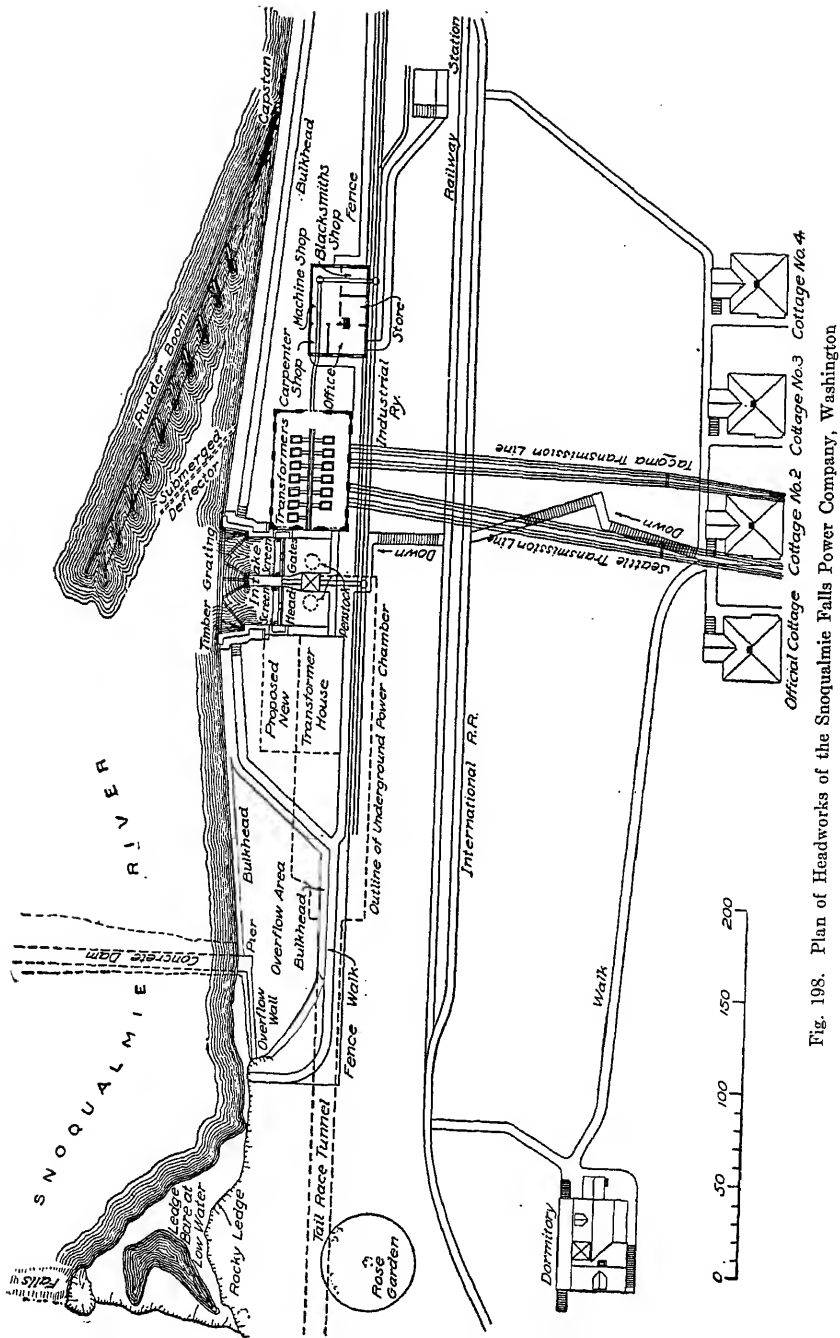 SNOQUALMIE RIVER
Falls
Ledge
Bare at
Low Water
Rocky Ledge
Concrete Dam
Pier
Bulkhead
Overflow
Wall
Overflow Area
Bulkhead
Fence Walk
Tail Race Tunnel
Rose
Garden
Timber Grating
Submerged
Deflector
Rudder Boom
Capstan
Bulkhead
Intake
Screen
Screen
Head
Gates
Penstock
Proposed
New
Transformer
House
Outline of Underground Power Chamber
Transformers
Carpenter
Shop
Machine Shop
Blacksmiths
Shop
Fence
Office
Store
Industrial
Ry.
Railway Station
International R.R.
Down
Down
Seattle Transmission Line
Tacoma Transmission Line
Walk
Dormitory
Official Cottage
Cottage No.2
Cottage No.3
Cottage No.4
0 50 100 150 200
Fig. 198. Plan of Headworks of the Snoqualmie Falls Power Company, Washington